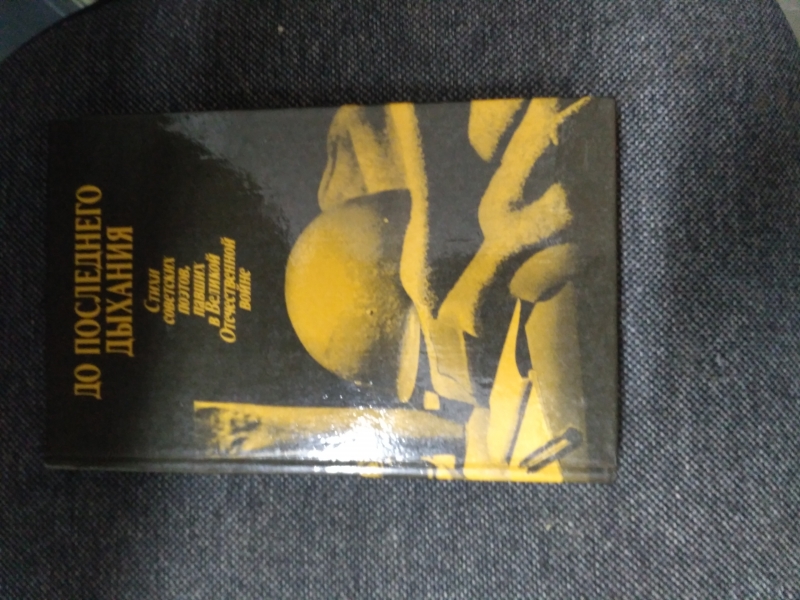 ДО ПОСЛЕДНЕГО
ДЫХАНИЯ
Стихи
советских
поэтов,
павших
в Великой
Отечественной
войне